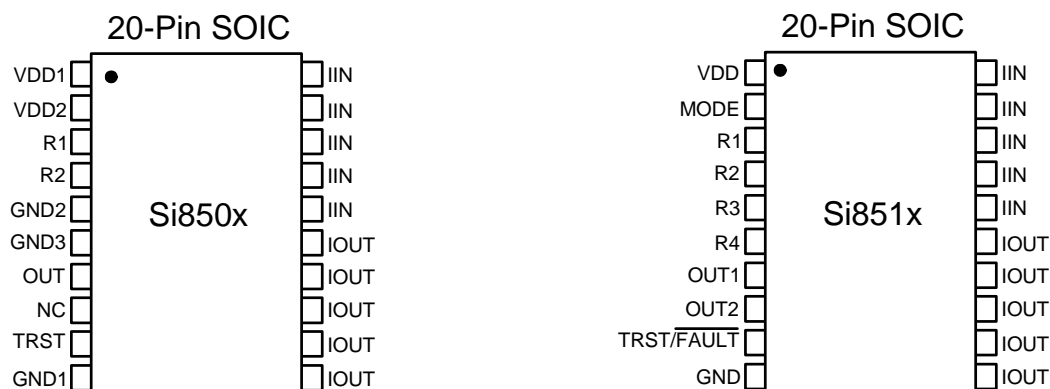 20-Pin SOIC
VDD1
VDD2
R1
R2
GND2
GND3
OUT
NC
TRST
GND1
Si850x
IIN
IIN
IIN
IIN
IIN
IOUT
IOUT
IOUT
IOUT
IOUT
20-Pin SOIC
VDD
MODE
R1
R2
R3
R4
OUT1
OUT2
TRST/FAULT
GND
Si851x
IIN
IIN
IIN
IIN
IIN
IOUT
IOUT
IOUT
IOUT
IOUT